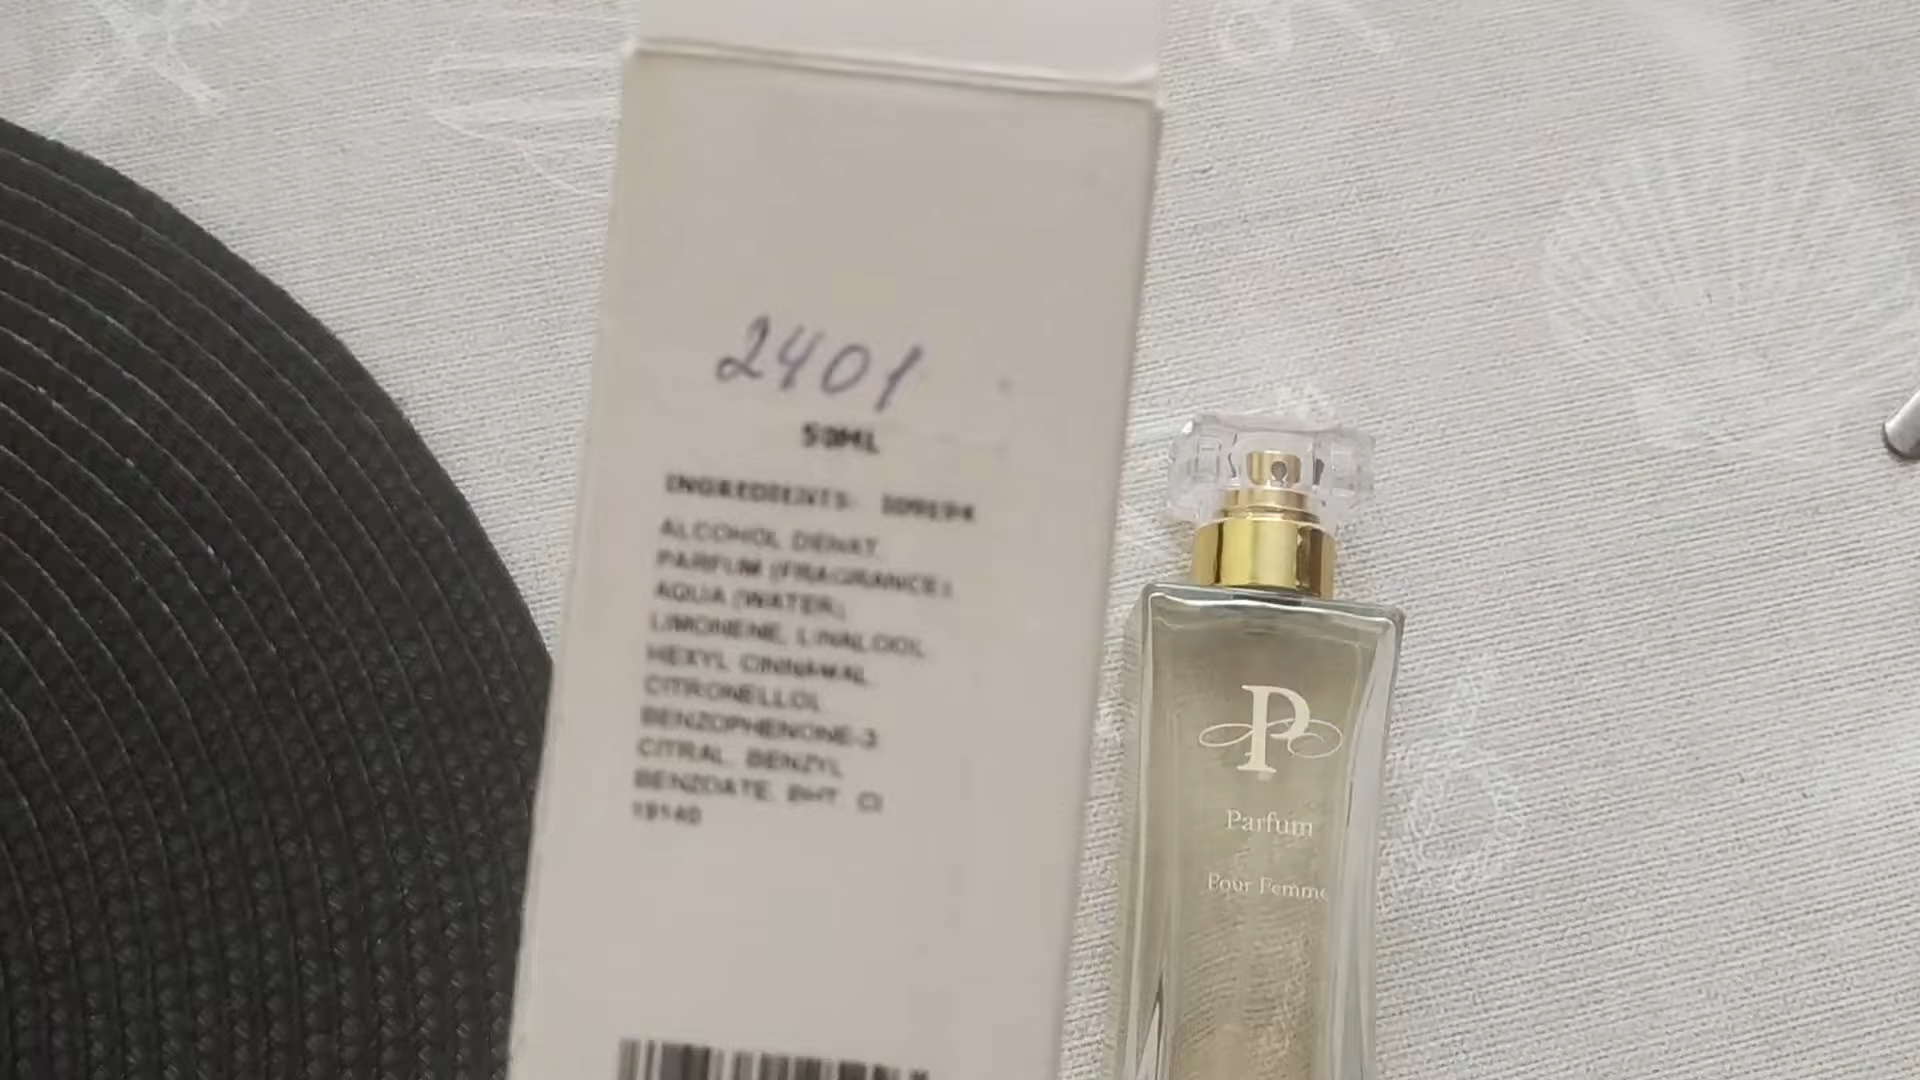 2401
50ML
INGREDIENTS:
ALCOHOL DENAT.
PARFUM (FRAGRANCE),
AQUA (WATER),
LIMONENE, LINALOOL,
HEXYL CINNAMAL,
CITRONELLOL
BENZOPHENONE-3
CITRAL, BENZYL
BENZOATE, BHT, CI
19140
P
Parfum
Pour Femme